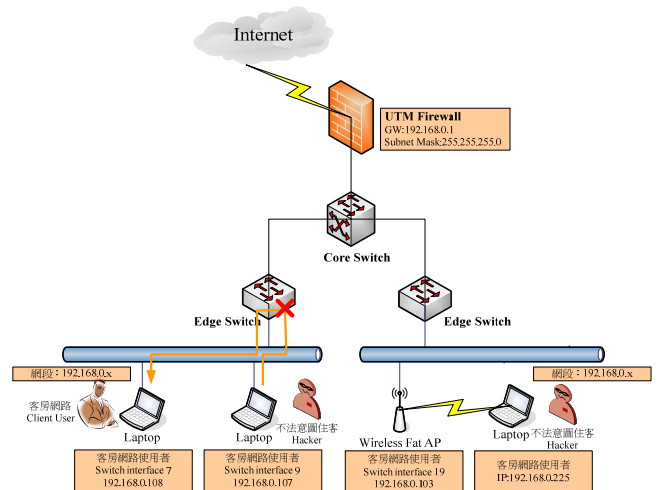 Internet
UTM Firewall
GW:192.168.0.1
Subnet Mask:255.255.255.0
Core Switch
Edge Switch
Edge Switch
網段：192.168.0.x
網段：192.168.0.x
客房網路
Client User
Laptop
Laptop
不法意圖住客
Hacker
Wireless Fat AP
Laptop
不法意圖住客
Hacker
客房網路使用者
Switch interface 7
192.168.0.108
客房網路使用者
Switch interface 9
192.168.0.107
客房網路使用者
Switch interface 19
192.168.0.103
客房網路使用者
IP:192.168.0.225